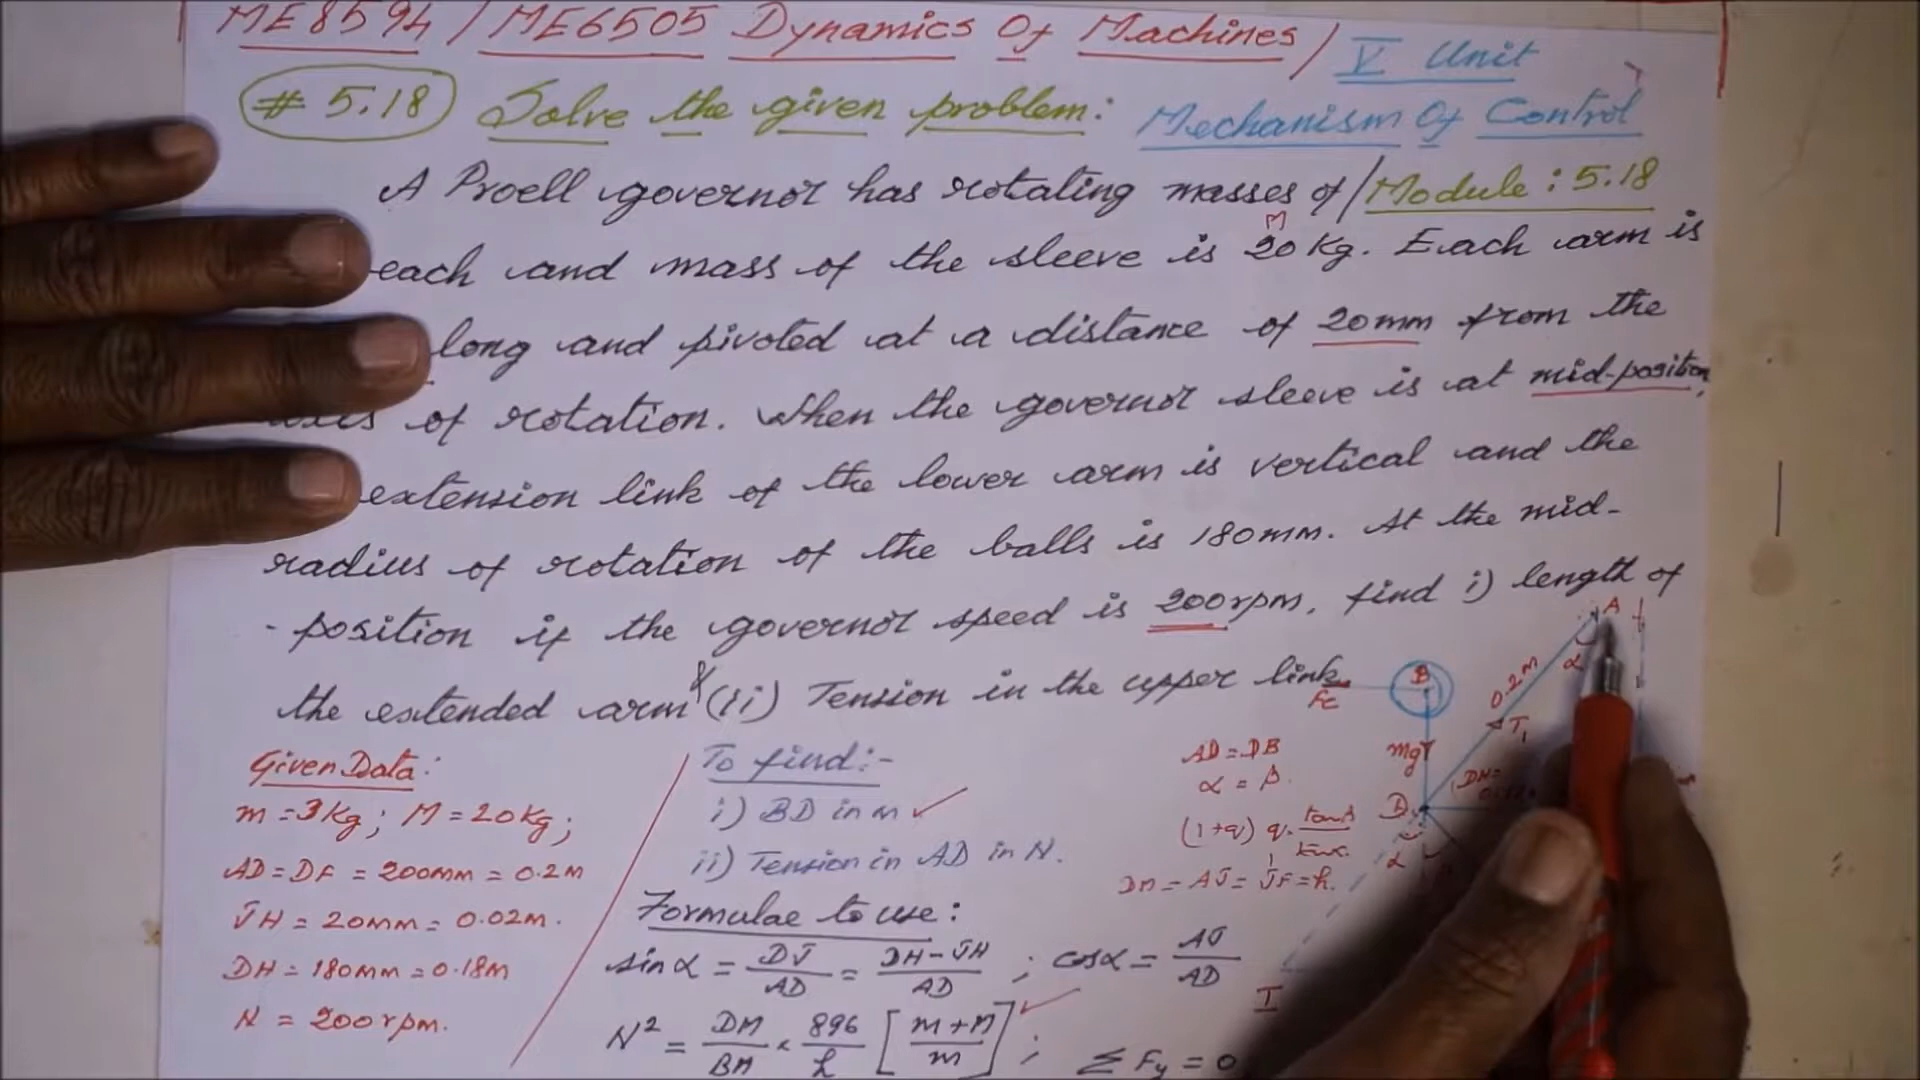 ME8594 / ME6505 Dynamics Of Machines /
V Unit
# 5.18 Solve the given problem:
Mechanism Of Control
A Proell governor has rotating masses of / Module: 5.18
M
each and mass of the sleeve is 20 Kg. Each arm is
long and pivoted at a distance of 20mm from the
of rotation. When the governor sleeve is at mid-position,
extension link of the lower arm is vertical and the
radius of rotation of the balls is 180mm. At the mid-
-position if the governor speed is 200rpm, find i) length of
the extended arm & (ii) Tension in the upper link.
Given Data:
m = 3Kg; M = 20Kg;
AD = DF = 200mm = 0.2m
JH = 20mm = 0.02m.
DH = 180mm = 0.18m
N = 200rpm.
To find:-
i) BD in m ✓
ii) Tension in AD in N.
Formulae to use:
sinα = DJ/AD = DH-JH/AD ; cosα = AJ/AD
N² = DM/BM × 896/h [m+M/m] ; ΣFy = 0
AD = DB
α = β.
(1+q) q.
DM = AJ = JF = h.
A
α
0.2m
T₁
B
Fc
mg
DH=
D
α
I